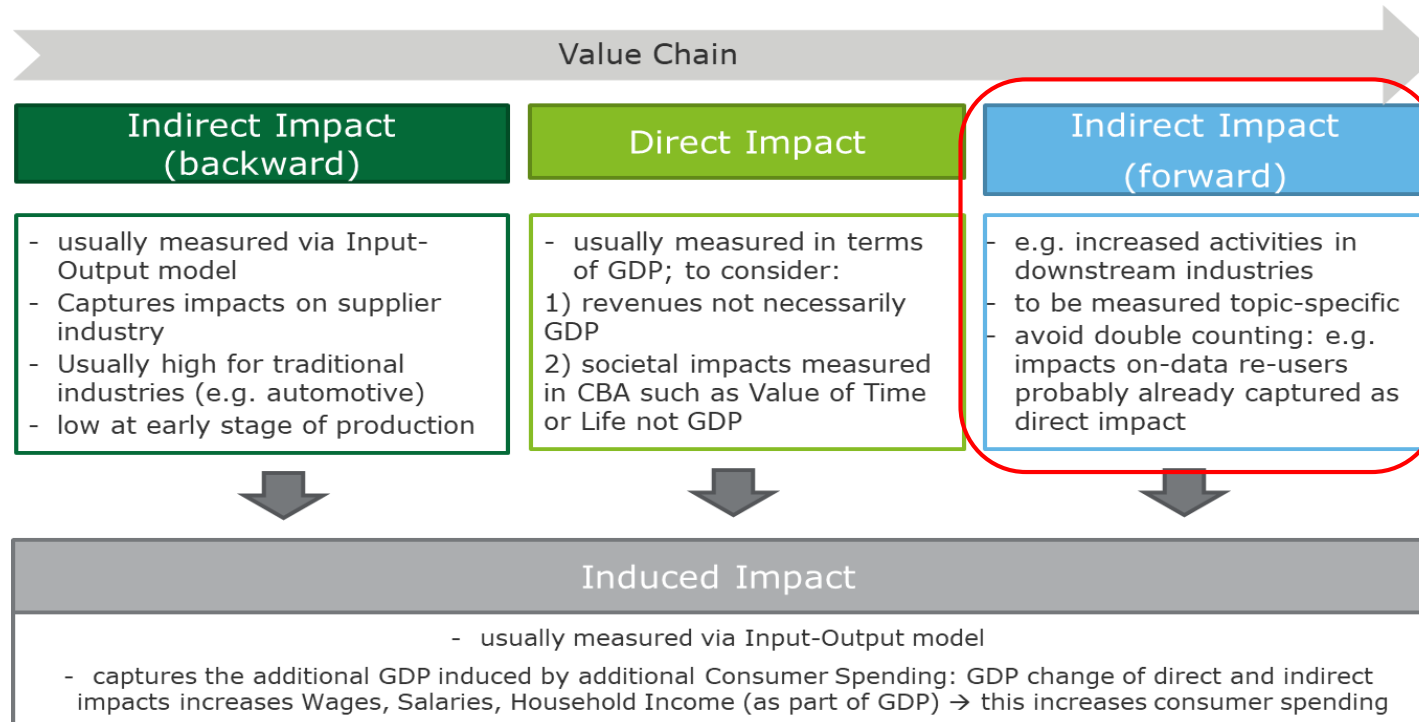 Value Chain
Indirect Impact
(backward)
- usually measured via Input-
Output model
- Captures impacts on supplier
industry
- Usually high for traditional
industries (e.g. automotive)
- low at early stage of production
Direct Impact
- usually measured in terms
of GDP; to consider:
1) revenues not necessarily
GDP
2) societal impacts measured
in CBA such as Value of Time
or Life not GDP
Indirect Impact
(forward)
- e.g. increased activities in
downstream industries
- to be measured topic-specific
- avoid double counting: e.g.
impacts on-data re-users
probably already captured as
direct impact
Induced Impact
- usually measured via Input-Output model
- captures the additional GDP induced by additional Consumer Spending: GDP change of direct and indirect
impacts increases Wages, Salaries, Household Income (as part of GDP) → this increases consumer spending